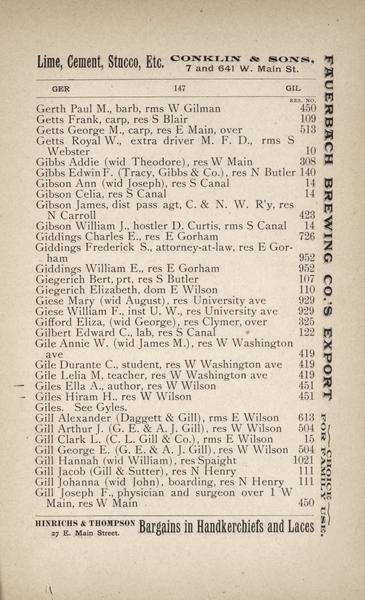 Lime, Cement, Stucco, Etc. CONKLIN & SONS,
7 and 641 W. Main St.
GER 147 GIL
RES. NO.
Gerth Paul M., barb, rms W Gilman 450
Getts Frank, carp, res S Blair 109
Getts George M., carp, res E Main, over 513
Getts Royal W., extra driver M. F. D., rms S
Webster 10
Gibbs Addie (wid Theodore), res W Main 308
Gibbs Edwin F. (Tracy, Gibbs & Co.), res N Butler 140
Gibson Ann (wid Joseph), res S Canal 14
Gibson Celia, res S Canal 14
Gibson James, dist pass agt, C. & N. W. R'y, res
N Carroll 423
Gibson William J., hostler D. Curtis, rms S Canal 14
Giddings Charles E., res E Gorham 726
Giddings Frederick S., attorney-at-law, res E Gor-
ham 952
Giddings William E., res E Gorham 952
Giegerich Bert, prt, res S Butler 107
Giegerich Elizabeth, dom E Wilson 110
Giese Mary (wid August), res University ave 929
Giese William F., inst U. W., res University ave 929
Gifford Eliza, (wid George), res Clymer, over 325
Gilbert Edward C., lab, res S Canal 122
Gile Annie W. (wid James M.), res W Washington
ave 419
Gile Durante C., student, res W Washington ave 419
Gile Lelia M, teacher, res W Washington ave 419
Giles Ella A., author, res W Wilson 451
Giles Hiram H., res W Wilson 451
Giles. See Gyles.
Gill Alexander (Daggett & Gill), rms E Wilson 613
Gill Arthur J. (G. E. & A. J. Gill), res W Wilson 504
Gill Clark L. (C. L. Gill & Co.), rms E Wilson 15
Gill George E. (G. E. & A. J. Gill), res W Wilson 504
Gill Hannah (wid William), res Spaight 1021
Gill Jacob (Gill & Sutter), res N Henry 111
Gill Johanna (wid John), boarding, res N Henry 111
Gill Joseph F., physician and surgeon over 1 W
Main, res W Main 450
HINRICHS & THOMPSON Bargains in Handkerchiefs and Laces
27 E. Main Street.
FAUERBACH BREWING CO.'S EXPORT
CHOICE
FOR FAMILY USE.